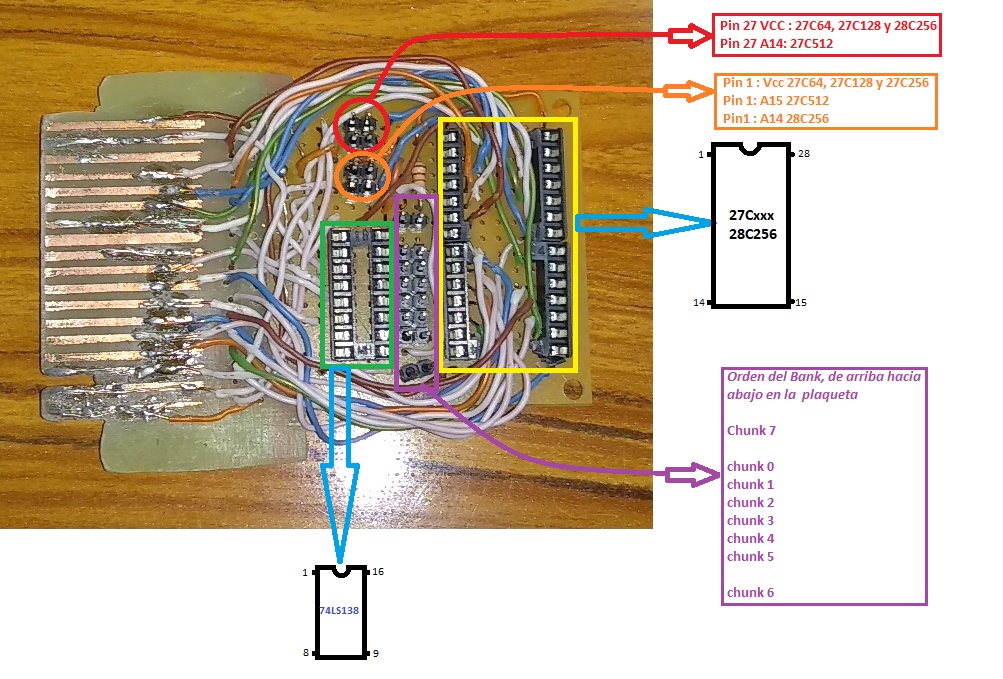 Pin 27 VCC : 27C64, 27C128 y 28C256
Pin 27 A14: 27C512
Pin 1 : Vcc 27C64, 27C128 y 27C256
Pin 1: A15 27C512
Pin1 : A14 28C256
1
28
27Cxxx
28C256
14
15
Orden del Bank, de arriba hacia
abajo en la plaqueta
Chunk 7
chunk 0
chunk 1
chunk 2
chunk 3
chunk 4
chunk 5
chunk 6
1
16
74LS138
8
9